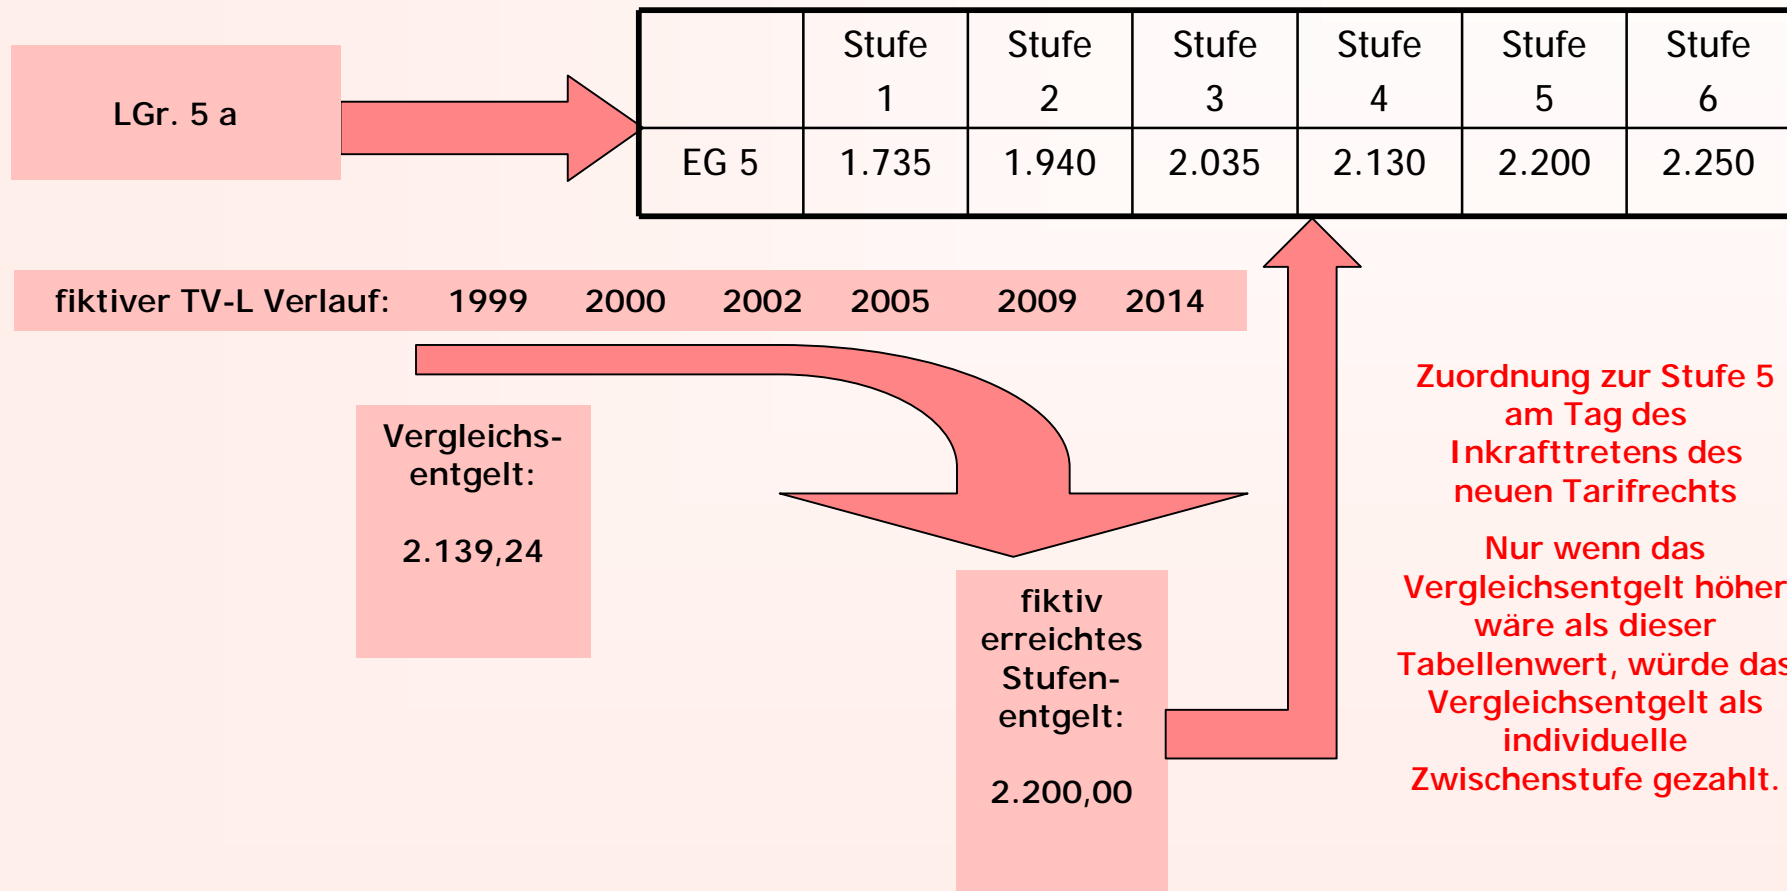 LGr. 5 a
Stufe 1 Stufe 2 Stufe 3 Stufe 4 Stufe 5 Stufe 6
EG 5 1.735 1.940 2.035 2.130 2.200 2.250
fiktiver TV-L Verlauf: 1999 2000 2002 2005 2009 2014
Vergleichs-
entgelt:
2.139,24
fiktiv
erreichtes
Stufen-
entgelt:
2.200,00
Zuordnung zur Stufe 5
am Tag des
Inkrafttretens des
neuen Tarifrechts
Nur wenn das
Vergleichsentgelt höher
wäre als dieser
Tabellenwert, würde das
Vergleichsentgelt als
individuelle
Zwischenstufe gezahlt.